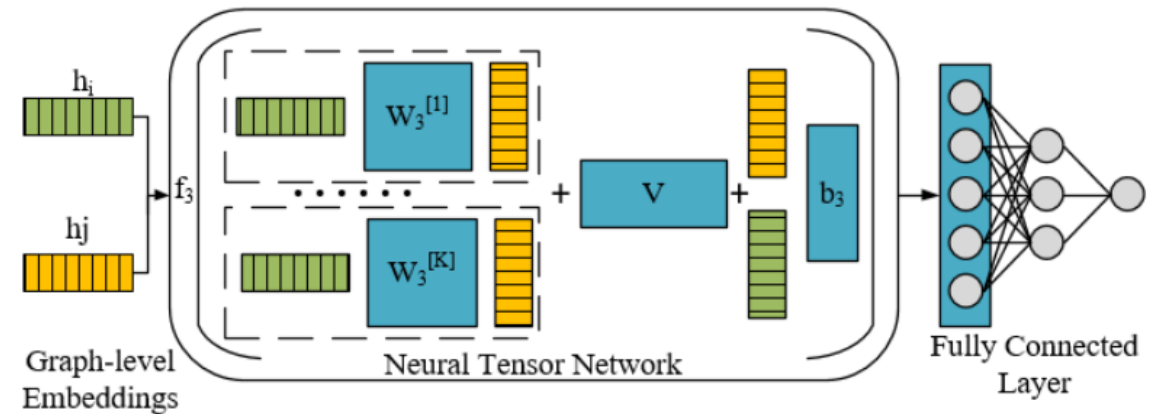 hᵢ
hj
f₃
W₃[1]
· · · · · ·
W₃[K]
+
V
+
b₃
Graph-level
Embeddings
Neural Tensor Network
Fully Connected
Layer